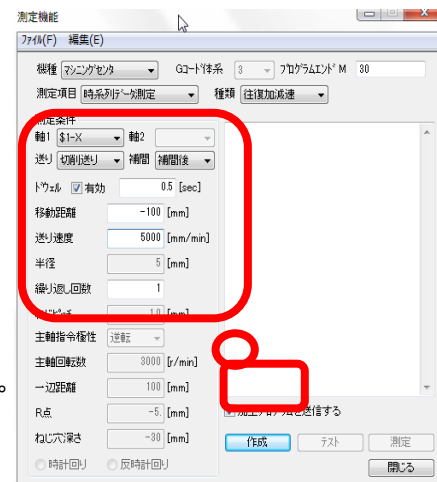 測定機能
ﾌｧｲﾙ(F) 編集(E)
機種 ﾏｼﾆﾝｸﾞｾﾝﾀ Gｺｰﾄﾞ体系 3 ﾌﾟﾛｸﾞﾗﾑｴﾝﾄﾞ M 30
測定項目 時系列ﾃﾞｰﾀ測定 種類 往復加減速
測定条件
軸1 $1-X 軸2
送り 切削送り 補間 補間後
ﾄﾞｳｪﾙ 有効 0.5 [sec]
移動距離 -100 [mm]
送り速度 5000 [mm/min]
半径 5 [mm]
繰り返し回数 1
1.0 [mm]
主軸指令極性 逆転
主軸回転数 3000 [r/min]
一辺距離 100 [mm]
。
R点 -5. [mm]
を送信する
ねじ穴深さ -30 [mm]
作成 テスト 測定
時計回り 反時計回り
閉じる